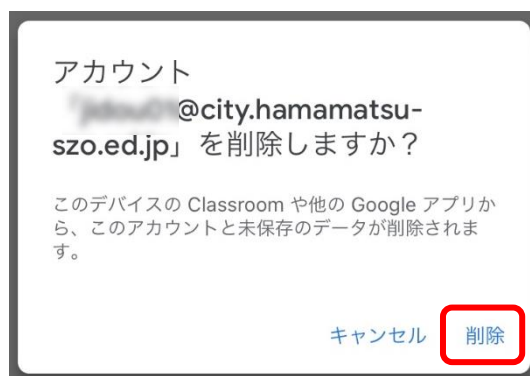 アカウント
「@city.hamamatsu-
szo.ed.jp」を削除しますか？
このデバイスの Classroom や他の Google アプリか
ら、このアカウントと未保存のデータが削除されま
す。
キャンセル 削除